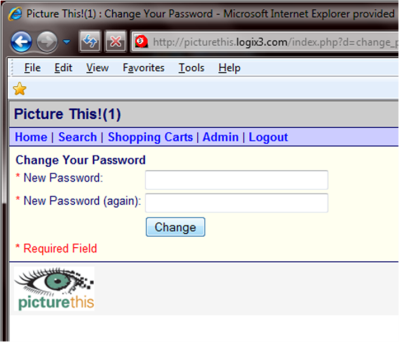 Picture This!(1) : Change Your Password - Microsoft Internet Explorer provided
http://picturethis.logix3.com/index.php?d=change_p
File Edit View Favorites Tools Help
Picture This!(1)
Home | Search | Shopping Carts | Admin | Logout
Change Your Password
* New Password:
* New Password (again):
Change
* Required Field
picturethis